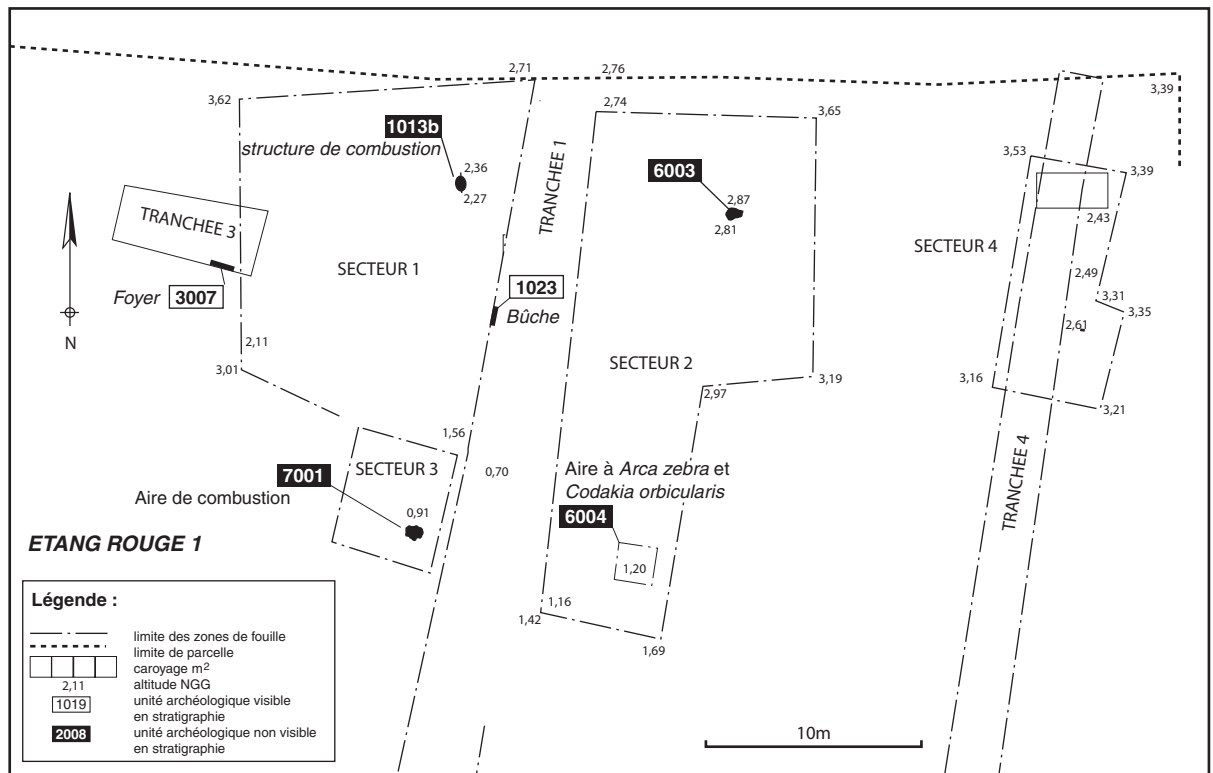 2,71
2,76
3,39
3,62
2,74
3,65
1013b
structure de combustion
2,36
2,27
TRANCHEE 1
6003
2,87
2,81
3,53
3,39
2,43
TRANCHEE 3
SECTEUR 1
SECTEUR 4
2,49
Foyer 3007
1023
Bûche
3,31
3,35
2,61
N
2,11
3,01
SECTEUR 2
3,19
2,97
3,16
3,21
1,56
SECTEUR 3
0,70
7001
Aire de combustion
0,91
Aire à Arca zebra et
Codakia orbicularis
6004
1,20
TRANCHEE 4
ETANG ROUGE 1
1,16
1,42
1,69
10m
Légende :
limite des zones de fouille
limite de parcelle
caroyage m²
2,11 altitude NGG
1019 unité archéologique visible
en stratigraphie
2008 unité archéologique non visible
en stratigraphie